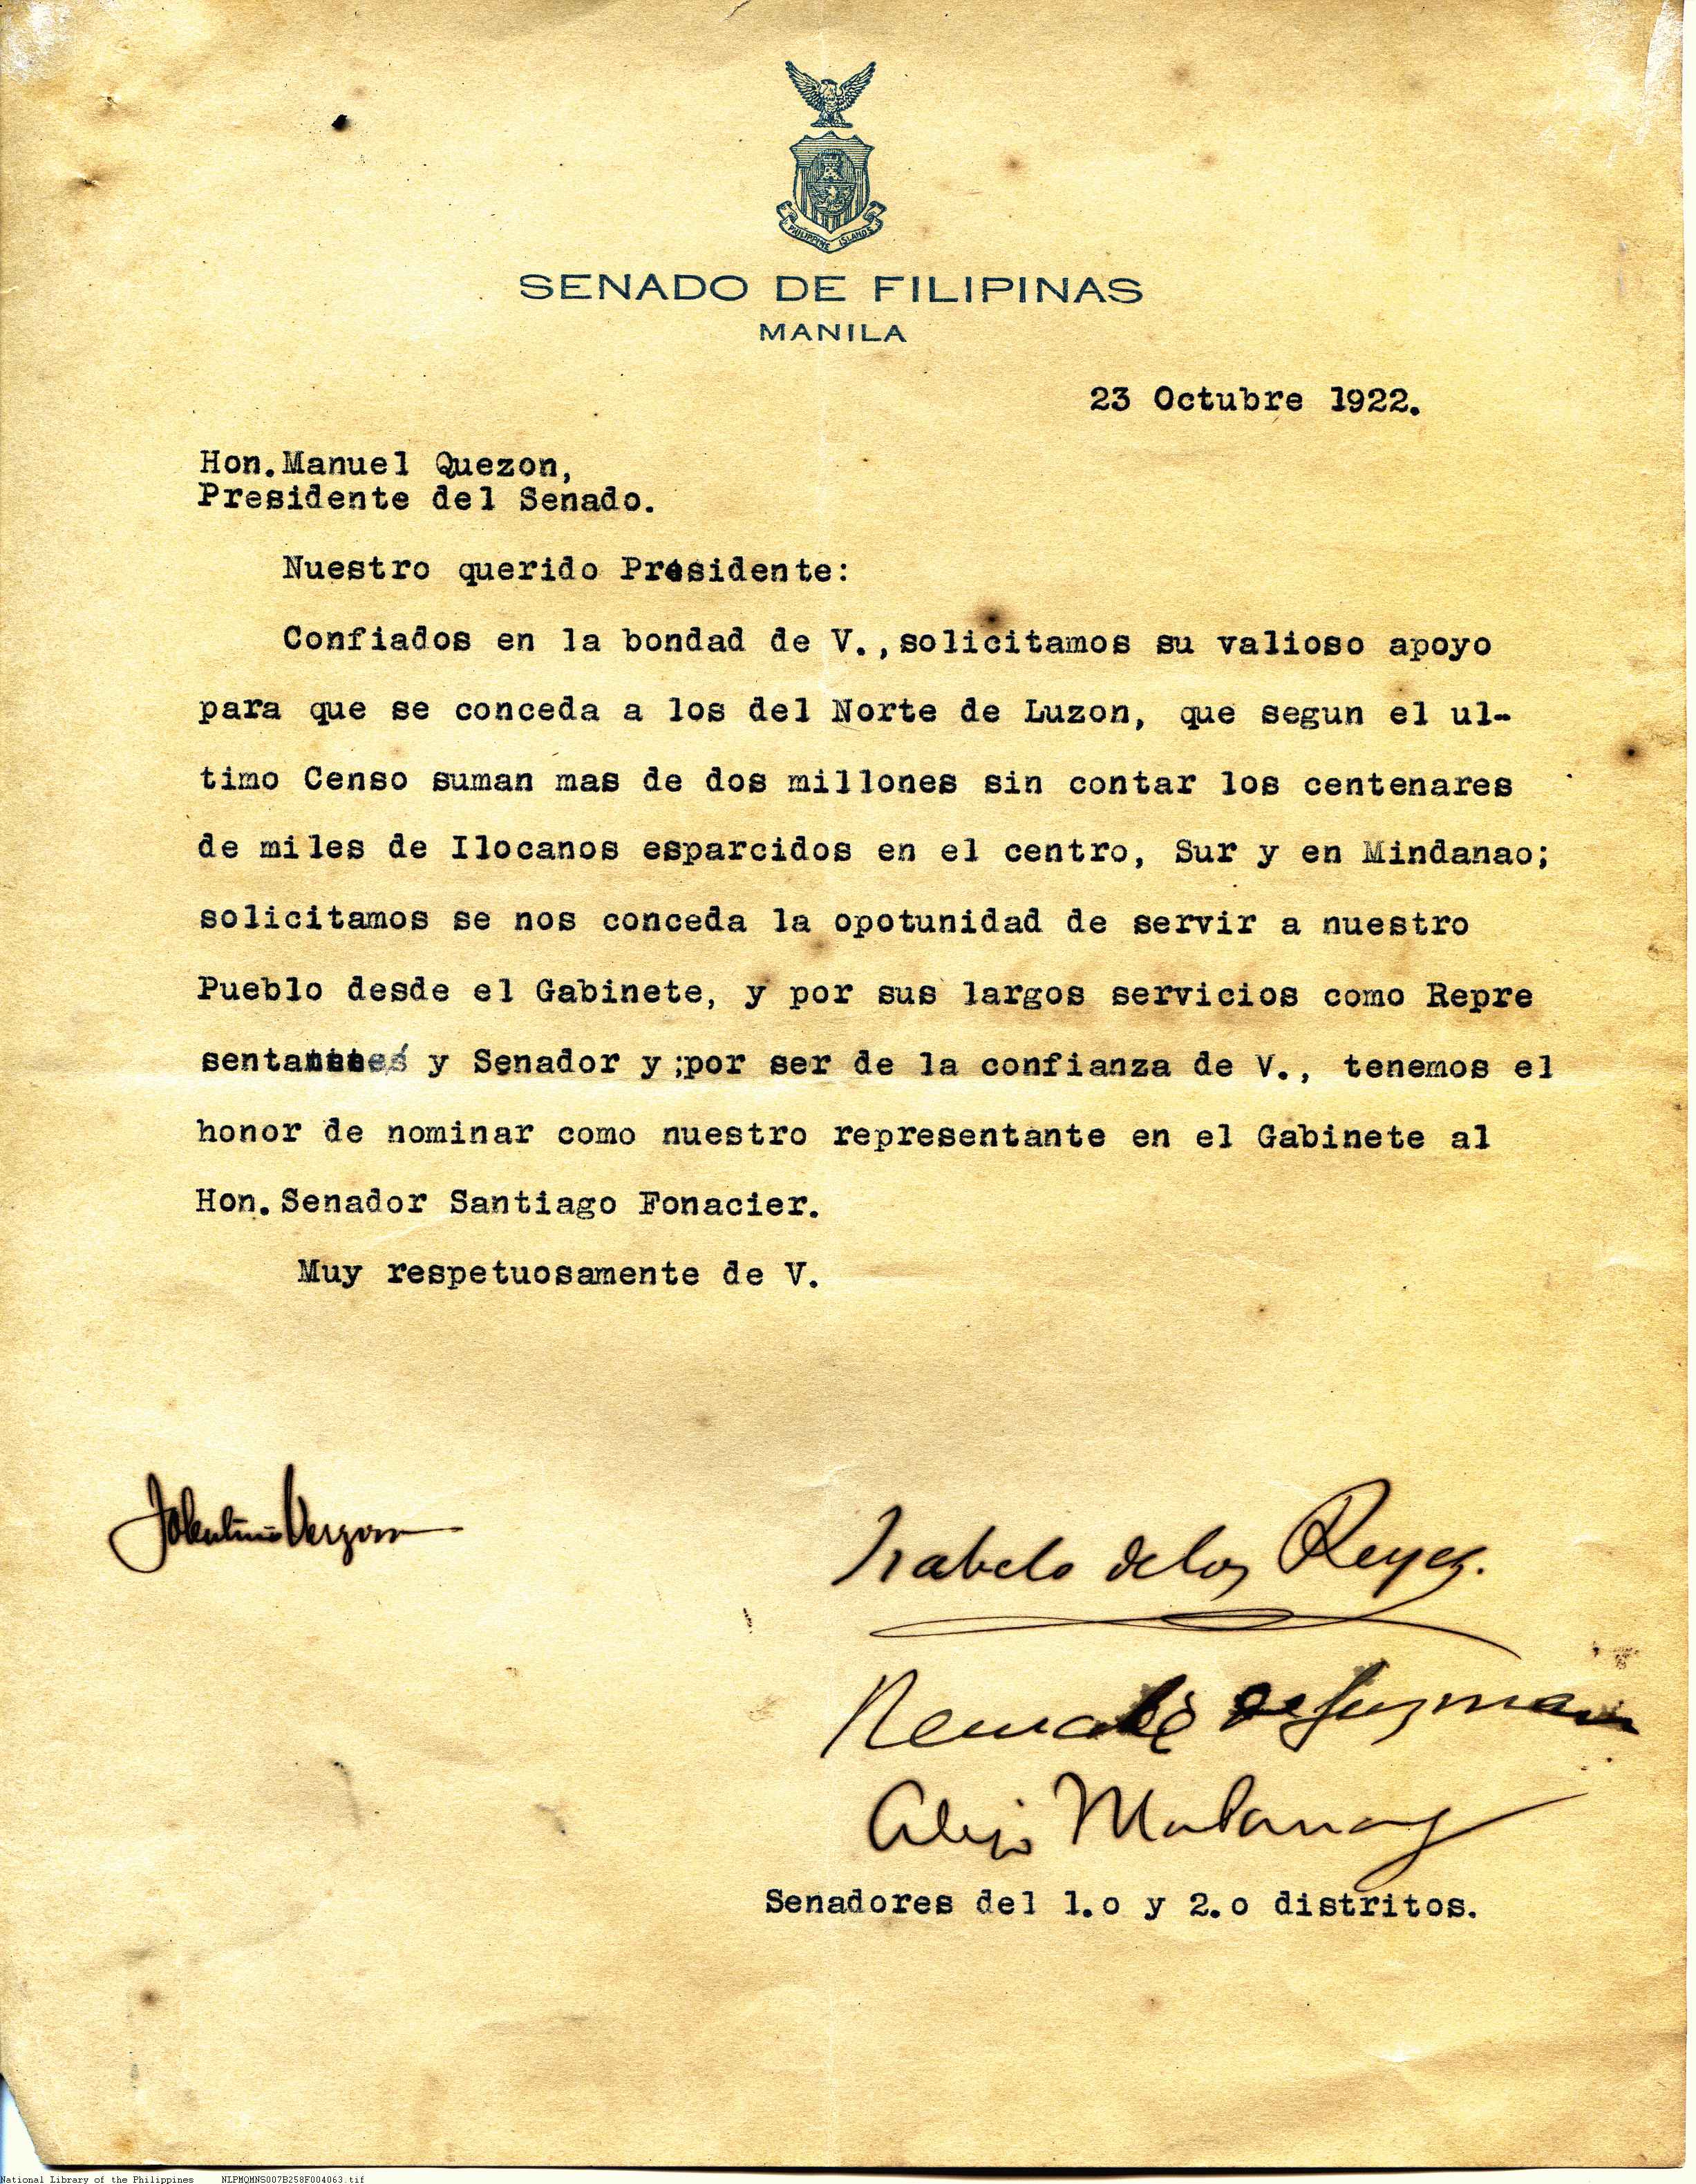 PHILIPPINE ISLANDS
SENADO DE FILIPINAS
MANILA
23 Octubre 1922.
Hon.Manuel Quezon,
Presidente del Senado.
Nuestro querido Presidente:
Confiados en la bondad de V.,solicitamos su valioso apoyo
para que se conceda a los del Norte de Luzon, que segun el ul-
timo Censo suman mas de dos millones sin contar los centenares
de miles de Ilocanos esparcidos en el centro, Sur y en Mindanao;
solicitamos se nos conceda la opotunidad de servir a nuestro
Pueblo desde el Gabinete, y por sus largos servicios como Repre
y Senador y ;por ser de la confianza de V., tenemos el
honor de nominar como nuestro representante en el Gabinete al
Hon.Senador Santiago Fonacier.
Muy respetuosamente de V.
Isabelo de los Reyes.
de Guzman
Alejo Mabanag
Senadores del 1.o y 2.o distritos.
National Library of the Philippines NLPMQMNS007B258F004063.tif